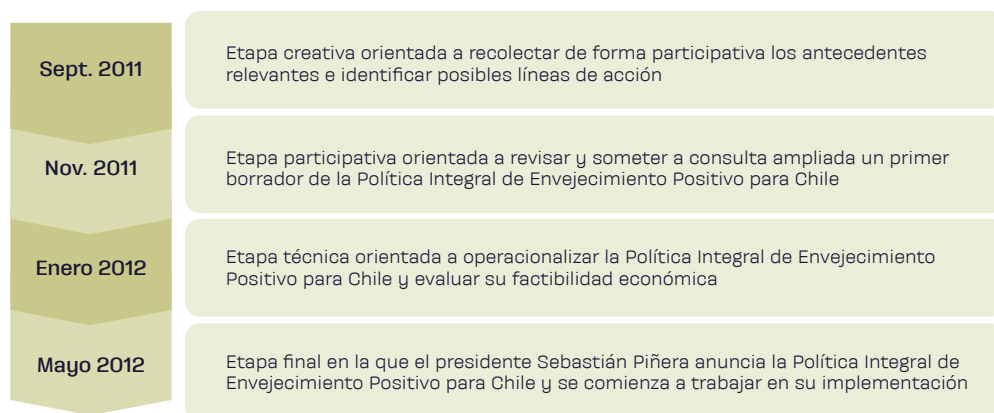 Sept. 2011
Etapa creativa orientada a recolectar de forma participativa los antecedentes
relevantes e identificar posibles líneas de acción
Nov. 2011
Etapa participativa orientada a revisar y someter a consulta ampliada un primer
borrador de la Política Integral de Envejecimiento Positivo para Chile
Enero 2012
Etapa técnica orientada a operacionalizar la Política Integral de Envejecimiento
Positivo para Chile y evaluar su factibilidad económica
Mayo 2012
Etapa final en la que el presidente Sebastián Piñera anuncia la Política Integral de
Envejecimiento Positivo para Chile y se comienza a trabajar en su implementación